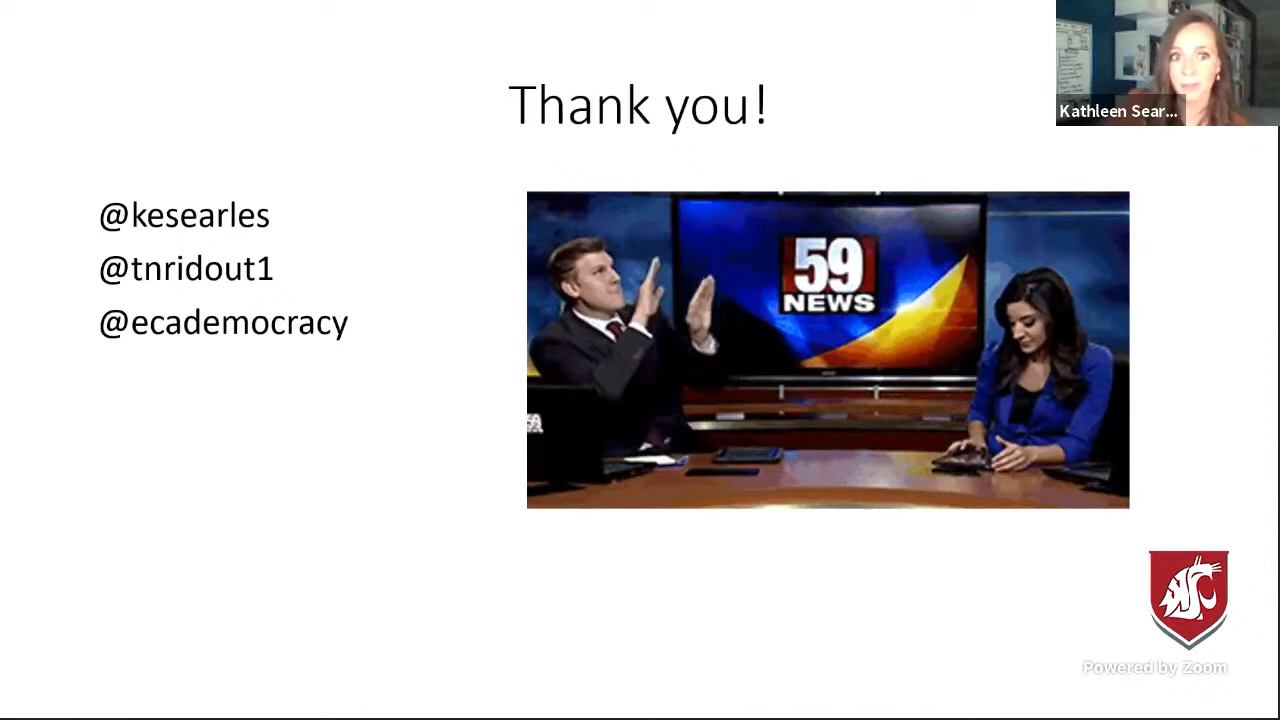 Thank you!
Kathleen Sear...
@kesearles
@tnridout1
@ecademocracy
59
NEWS
Powered by Zoom